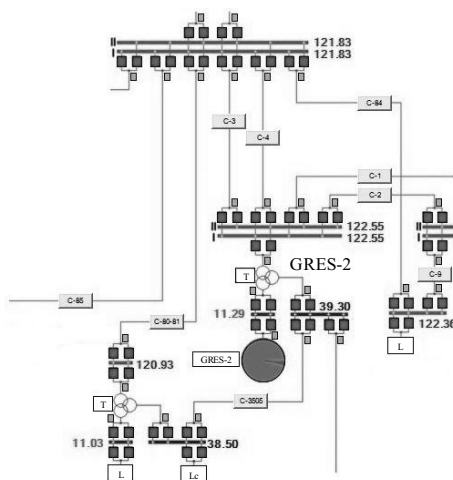 II
121.83
I
121.83
C-84
C-3
C-4
C-1
C-2
II
122.55
I
122.55
II
I
GRES-2
T
C-9
C-85
11.29
39.30
C-80-81
122.36
GRES-2
L
120.93
T
C-3505
11.03
38.50
L
Lc